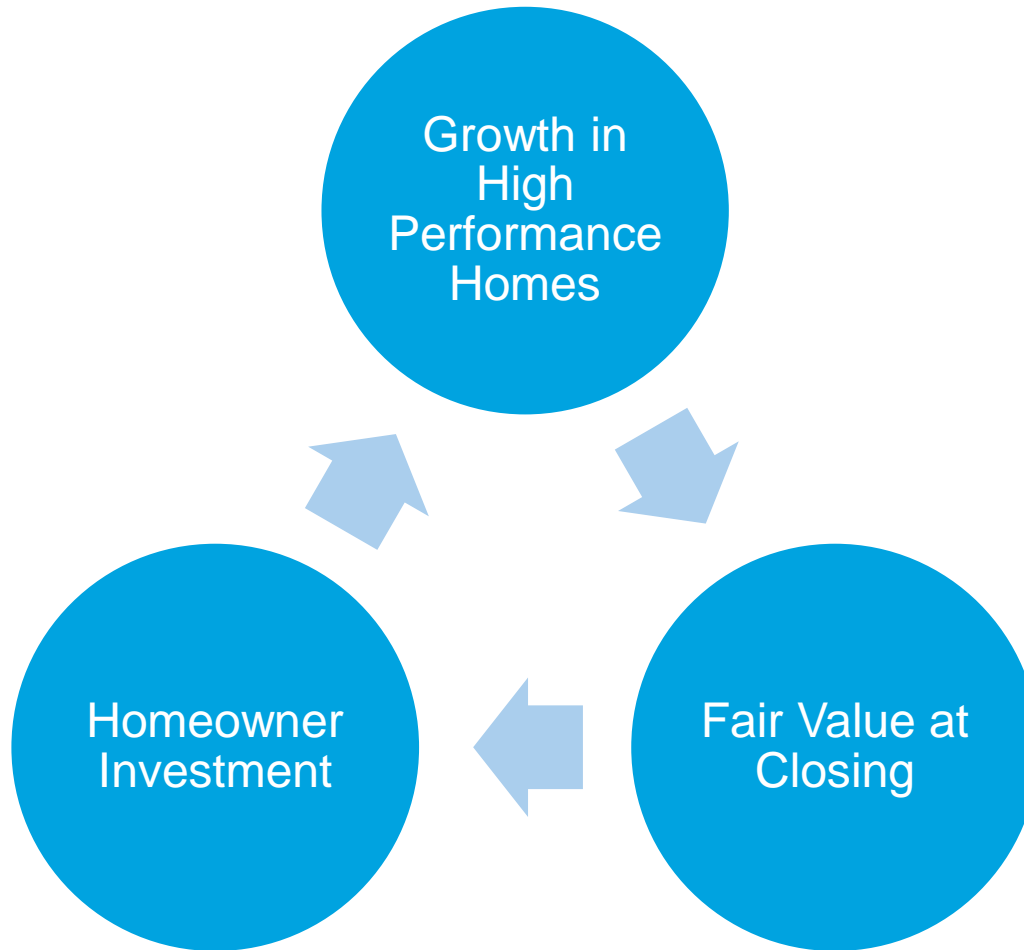 Growth in
High
Performance
Homes
Homeowner
Investment
Fair Value at
Closing